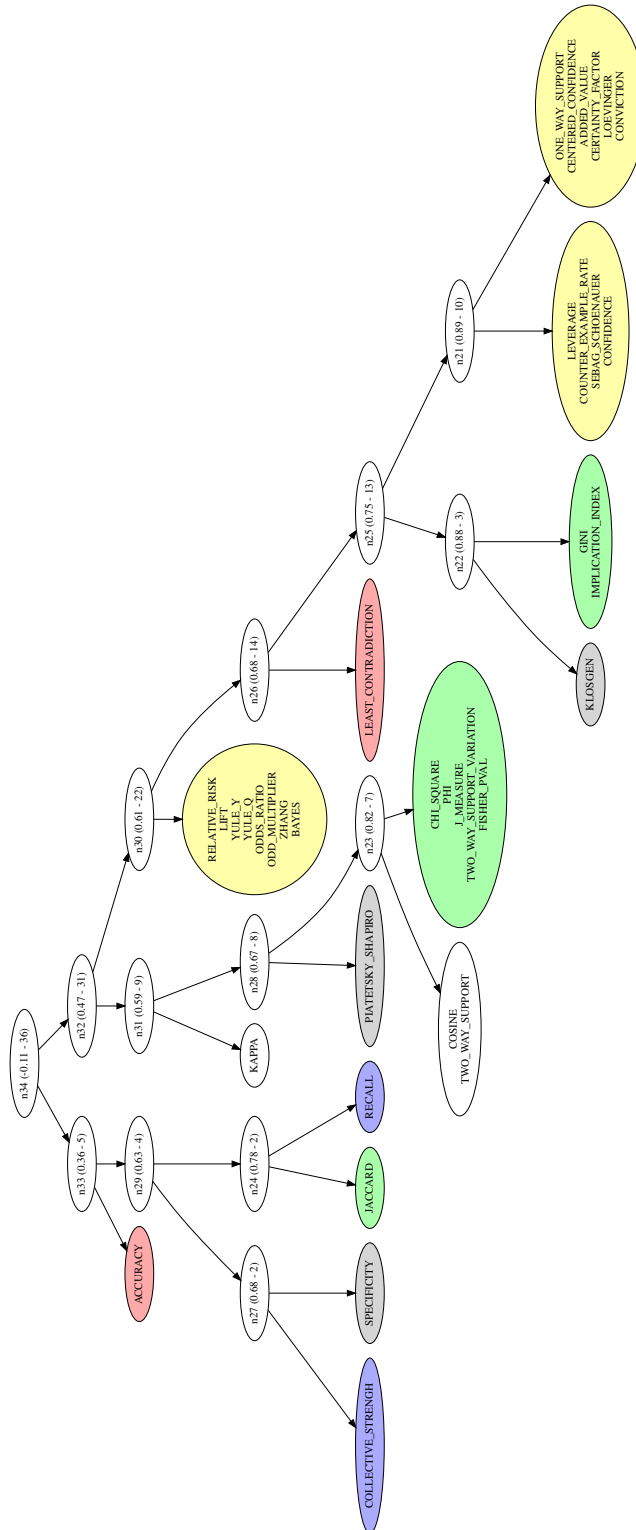 n34 (-0.11 - 36)
n33 (0.36 - 5)
n32 (0.47 - 31)
ACCURACY
n29 (0.63 - 4)
n31 (0.59 - 9)
n30 (0.61 - 22)
n27 (0.68 - 2)
n24 (0.78 - 2)
KAPPA
n28 (0.67 - 8)
RELATIVE_RISK
LIFT
YULE_Y
YULE_Q
ODDS_RATIO
ODD_MULTIPLIER
ZHANG
BAYES
n26 (0.68 - 14)
COLLECTIVE_STRENGH
SPECIFICITY
JACCARD
RECALL
PIATETSKY_SHAPIRO
n23 (0.82 - 7)
LEAST_CONTRADICTION
n25 (0.75 - 13)
COSINE
TWO_WAY_SUPPORT
CHI_SQUARE
PHI
J_MEASURE
TWO_WAY_SUPPORT_VARIATION
FISHER_PVAL
n22 (0.88 - 3)
n21 (0.89 - 10)
KLOSGEN
GINI
IMPLICATION_INDEX
LEVERAGE
COUNTER_EXAMPLE_RATE
SEBAG_SCHOENAUER
CONFIDENCE
ONE_WAY_SUPPORT
CENTERED_CONFIDENCE
ADDED_VALUE
CERTAINTY_FACTOR
LOEVINGER
CONVICTION